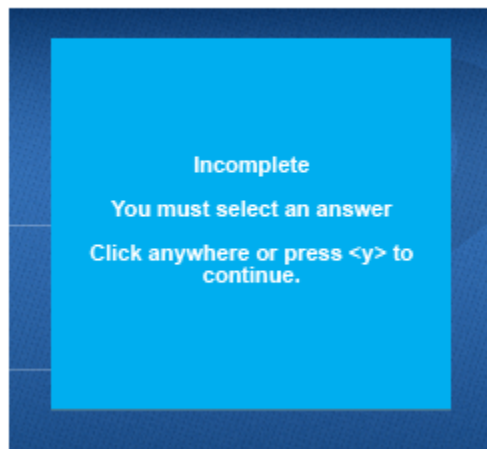 Incomplete
You must select an answer
Click anywhere or press <y> to
continue.